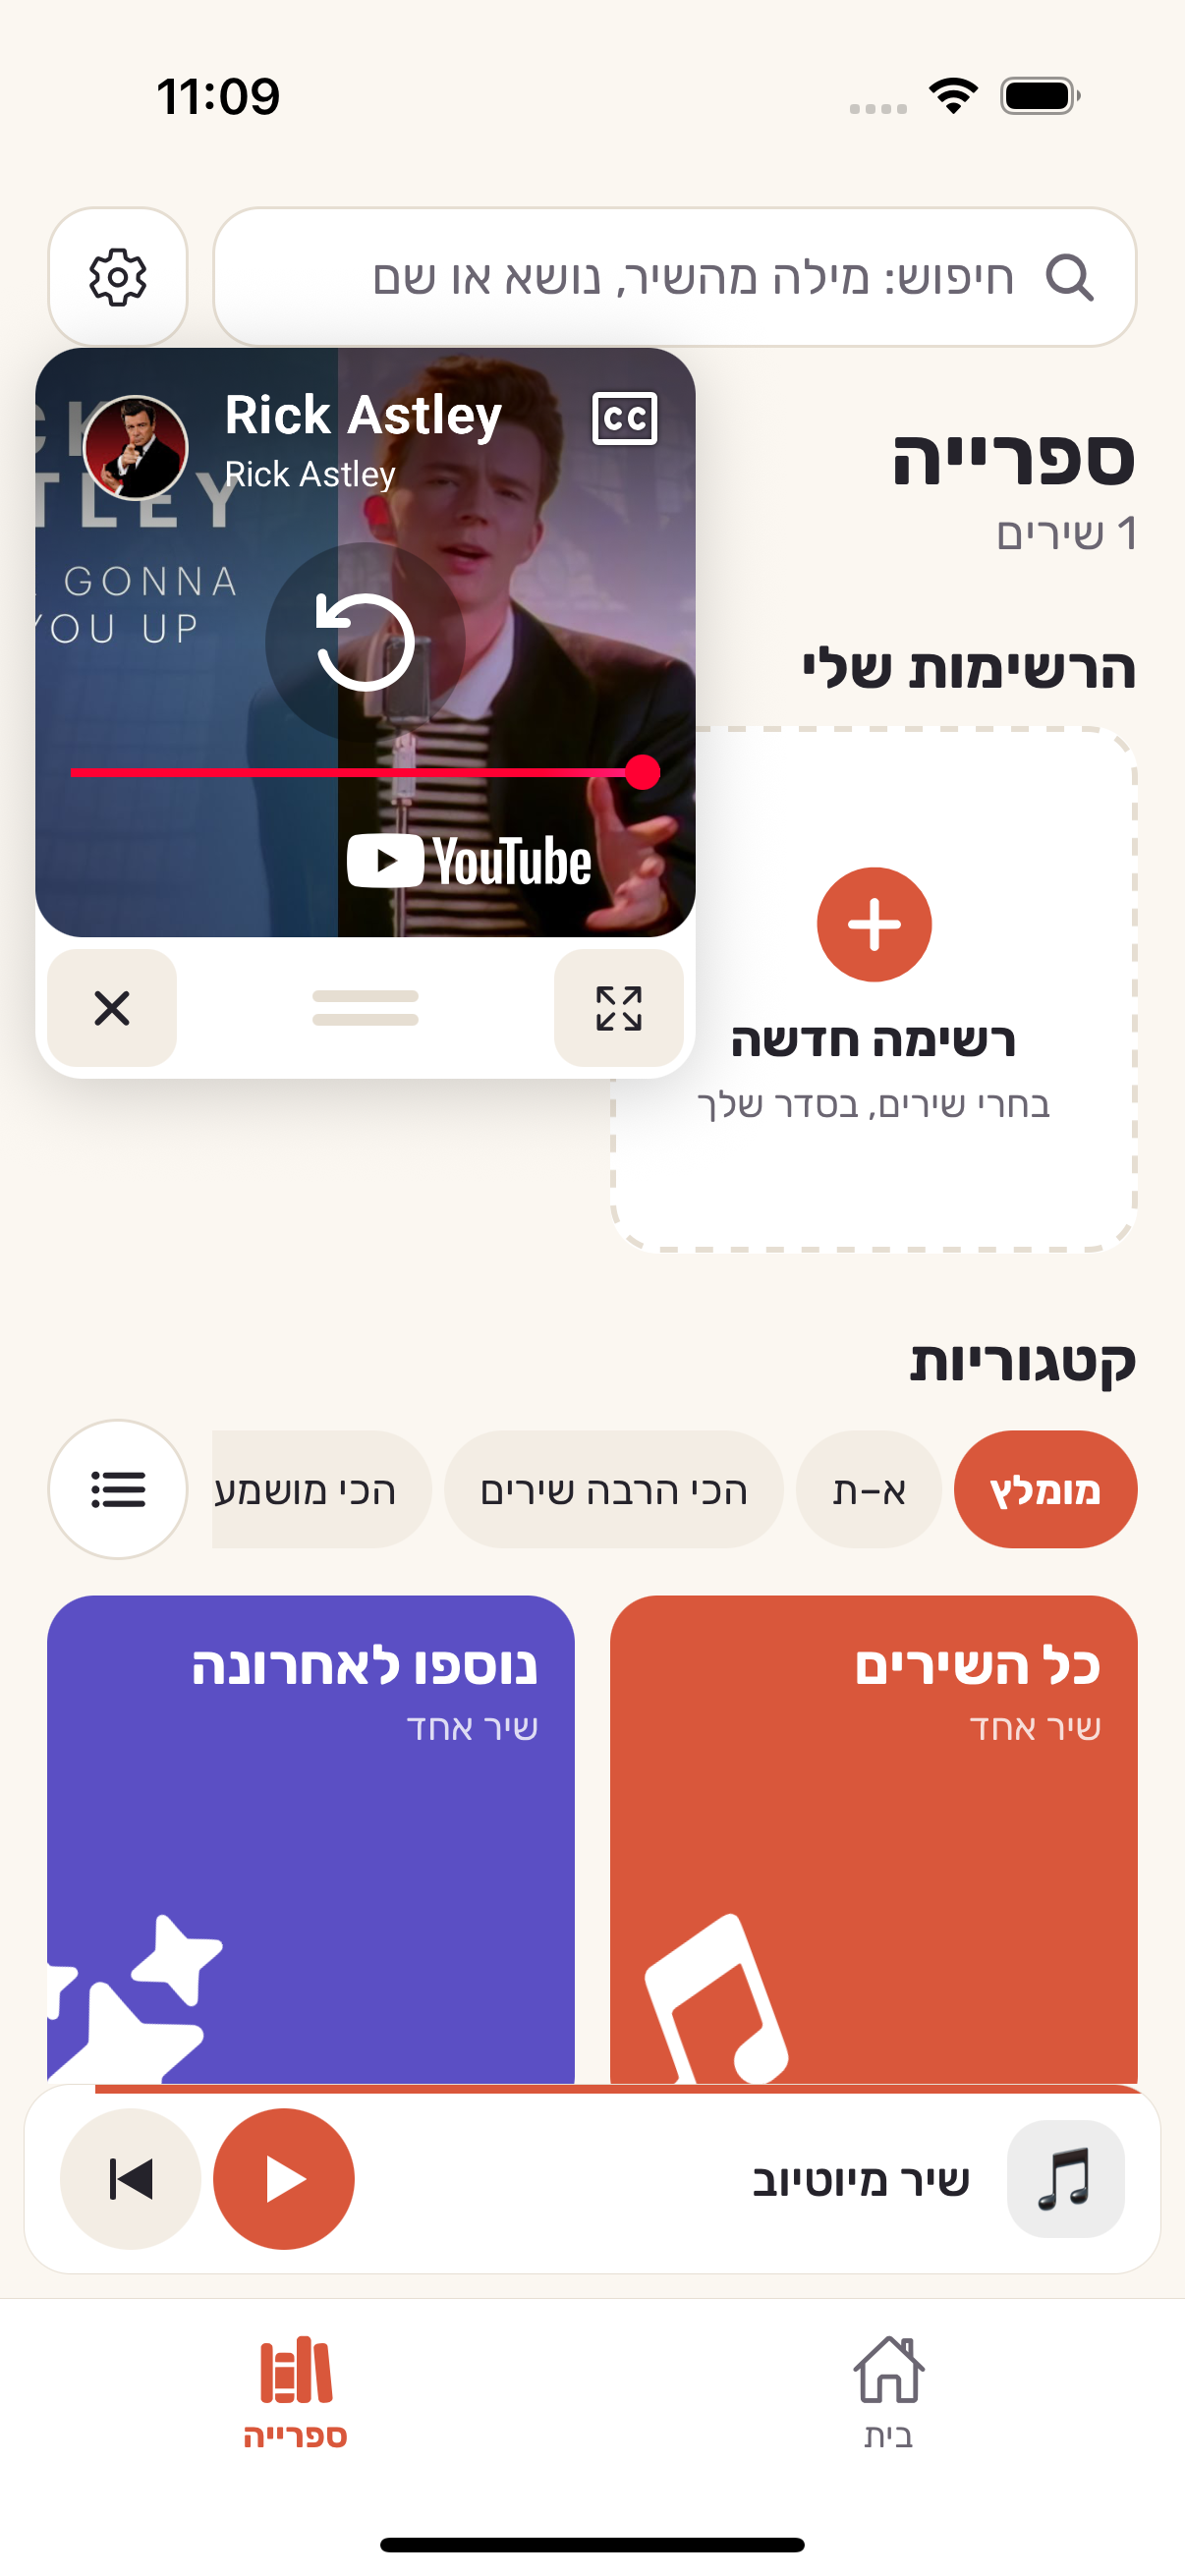 11:09
חיפוש: מילה מהשיר, נושא או שם
Rick Astley
Rick Astley
CC
TLEY
GONNA
YOU UP
YouTube
ספרייה
1 שירים
הרשימות שלי
רשימה חדשה
בחרי שירים, בסדר שלך
קטגוריות
מומלץ
א–ת
הכי הרבה שירים
הכי מושמע
כל השירים
שיר אחד
נוספו לאחרונה
שיר אחד
שיר מיוטיוב
בית
ספרייה